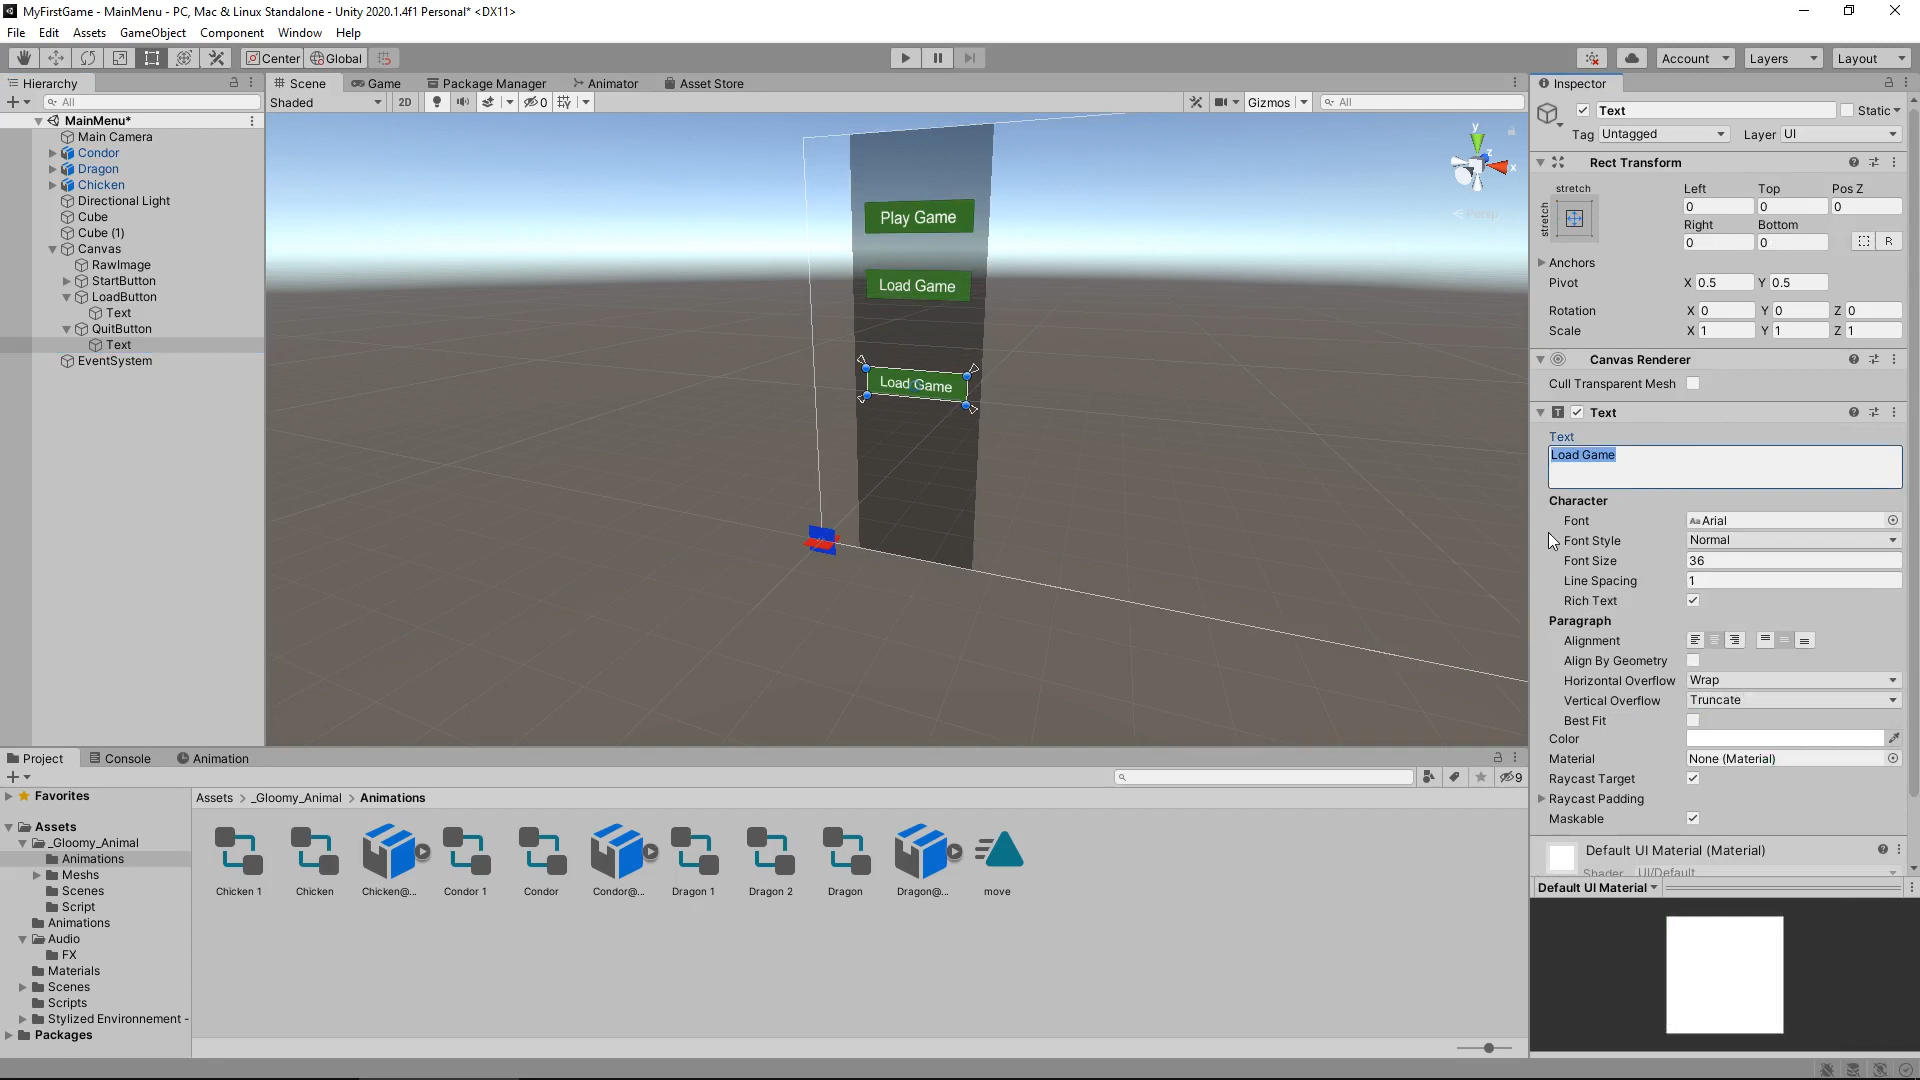 MyFirstGame - MainMenu - PC, Mac & Linux Standalone - Unity 2020.1.4f1 Personal* <DX11>
File Edit Assets GameObject Component Window Help
Center Global Account Layers Layout
Hierarchy
All
MainMenu*
Main Camera
Condor
Dragon
Chicken
Directional Light
Cube
Cube (1)
Canvas
RawImage
StartButton
LoadButton
Text
QuitButton
Text
EventSystem
Scene Game Package Manager Animator Asset Store
Shaded 2D 0 Gizmos All
y
z
x
Persp
Play Game
Load Game
Load Game
Inspector
Text Static
Tag Untagged Layer UI
Rect Transform
stretch
stretch
Left Top Pos Z
0 0 0
Right Bottom
0 0 R
Anchors
Pivot X 0.5 Y 0.5
Rotation X 0 Y 0 Z 0
Scale X 1 Y 1 Z 1
Canvas Renderer
Cull Transparent Mesh
T Text
Text
Load Game
Character
Font Aa Arial
Font Style Normal
Font Size 36
Line Spacing 1
Rich Text
Paragraph
Alignment
Align By Geometry
Horizontal Overflow Wrap
Vertical Overflow Truncate
Best Fit
Color
Material None (Material)
Raycast Target
Raycast Padding
Maskable
Default UI Material (Material)
Shader UI/Default
Default UI Material
Project Console Animation
9
Favorites
Assets
_Gloomy_Animal
Animations
Meshs
Scenes
Script
Animations
Audio
FX
Materials
Scenes
Scripts
Stylized Environnement -
Packages
Assets > _Gloomy_Animal > Animations
Chicken 1 Chicken Chicken@... Condor 1 Condor Condor@... Dragon 1 Dragon 2 Dragon Dragon@... move